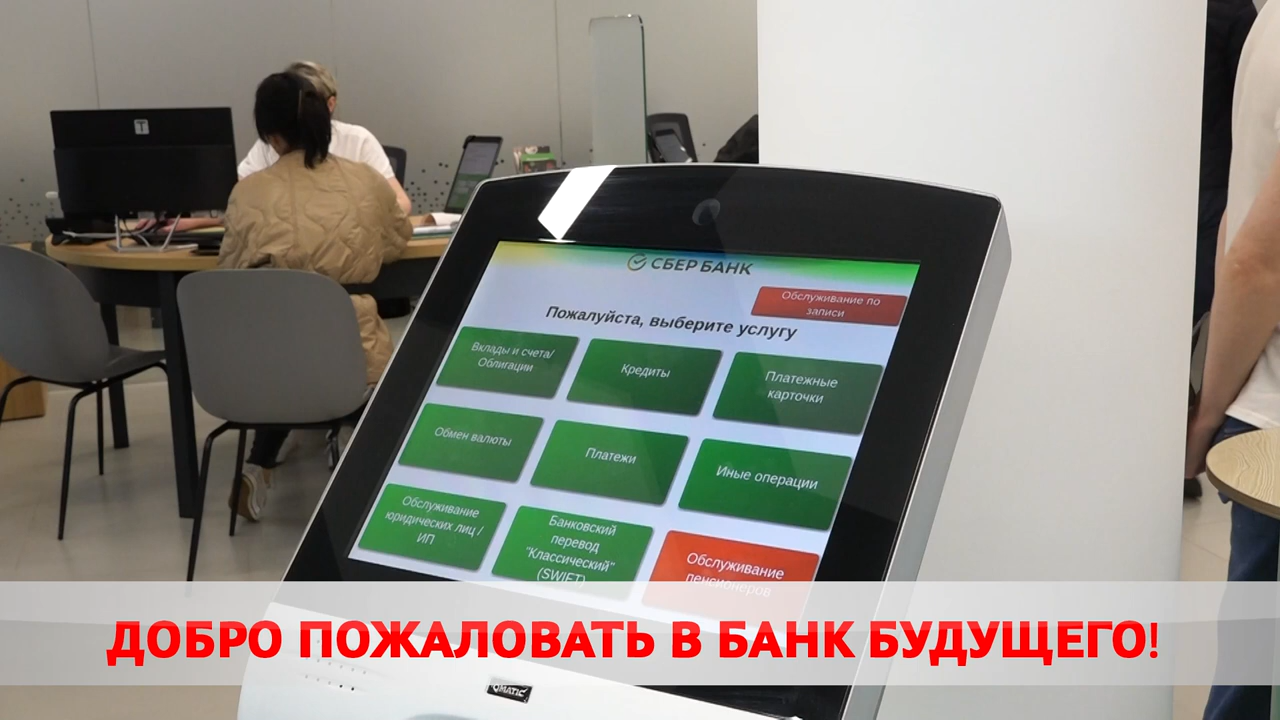 T
СБЕР БАНК
Обслуживание по
записи
Пожалуйста, выберите услугу
Вклады и счета/
Облигации
Кредиты
Платежные
карточки
Обмен валюты
Платежи
Иные операции
Обслуживание
юридических лиц /
ИП
Банковский
перевод
"Классический"
(SWIFT)
Обслуживание
пенсионеров
ДОБРО ПОЖАЛОВАТЬ В БАНК БУДУЩЕГО!
QMATIC